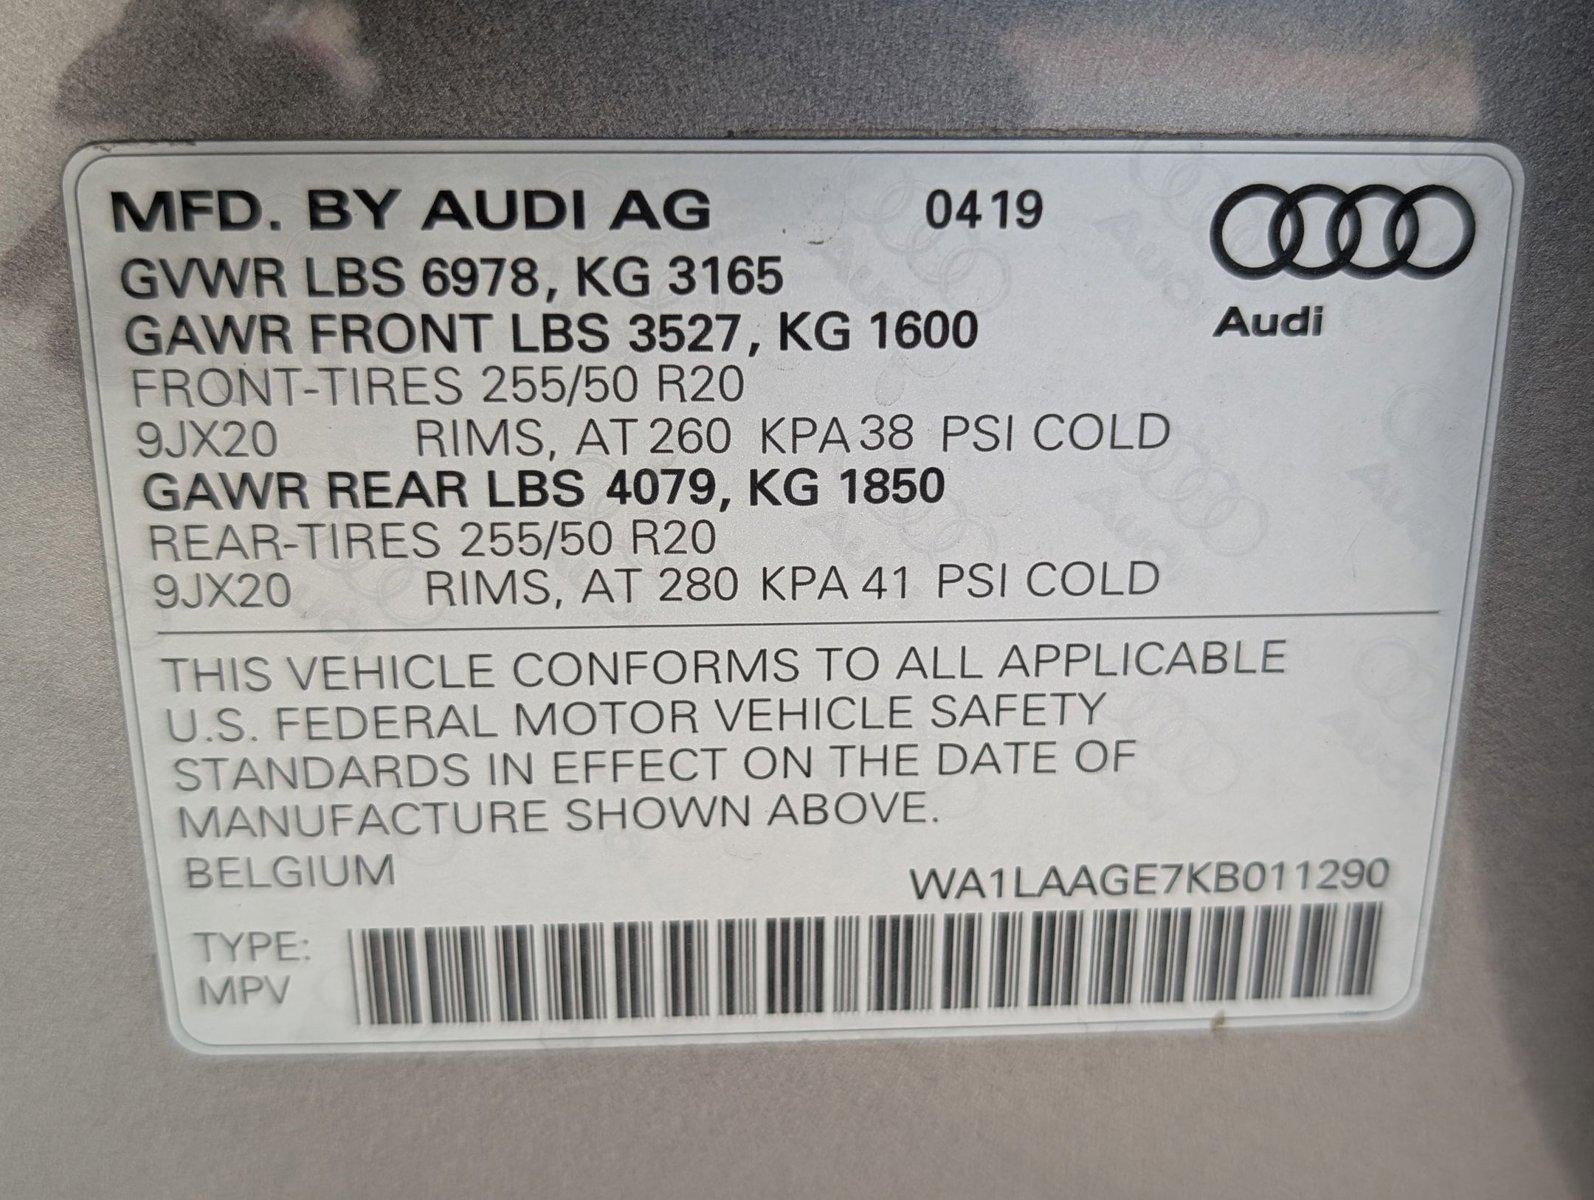 MFD. BY AUDI AG 0419
GVWR LBS 6978, KG 3165
GAWR FRONT LBS 3527, KG 1600
Audi
FRONT-TIRES 255/50 R20
9JX20 RIMS, AT 260 KPA 38 PSI COLD
GAWR REAR LBS 4079, KG 1850
REAR-TIRES 255/50 R20
9JX20 RIMS, AT 280 KPA 41 PSI COLD
THIS VEHICLE CONFORMS TO ALL APPLICABLE
U.S. FEDERAL MOTOR VEHICLE SAFETY
STANDARDS IN EFFECT ON THE DATE OF
MANUFACTURE SHOWN ABOVE.
BELGIUM WA1LAAGE7KB011290
TYPE:
MPV